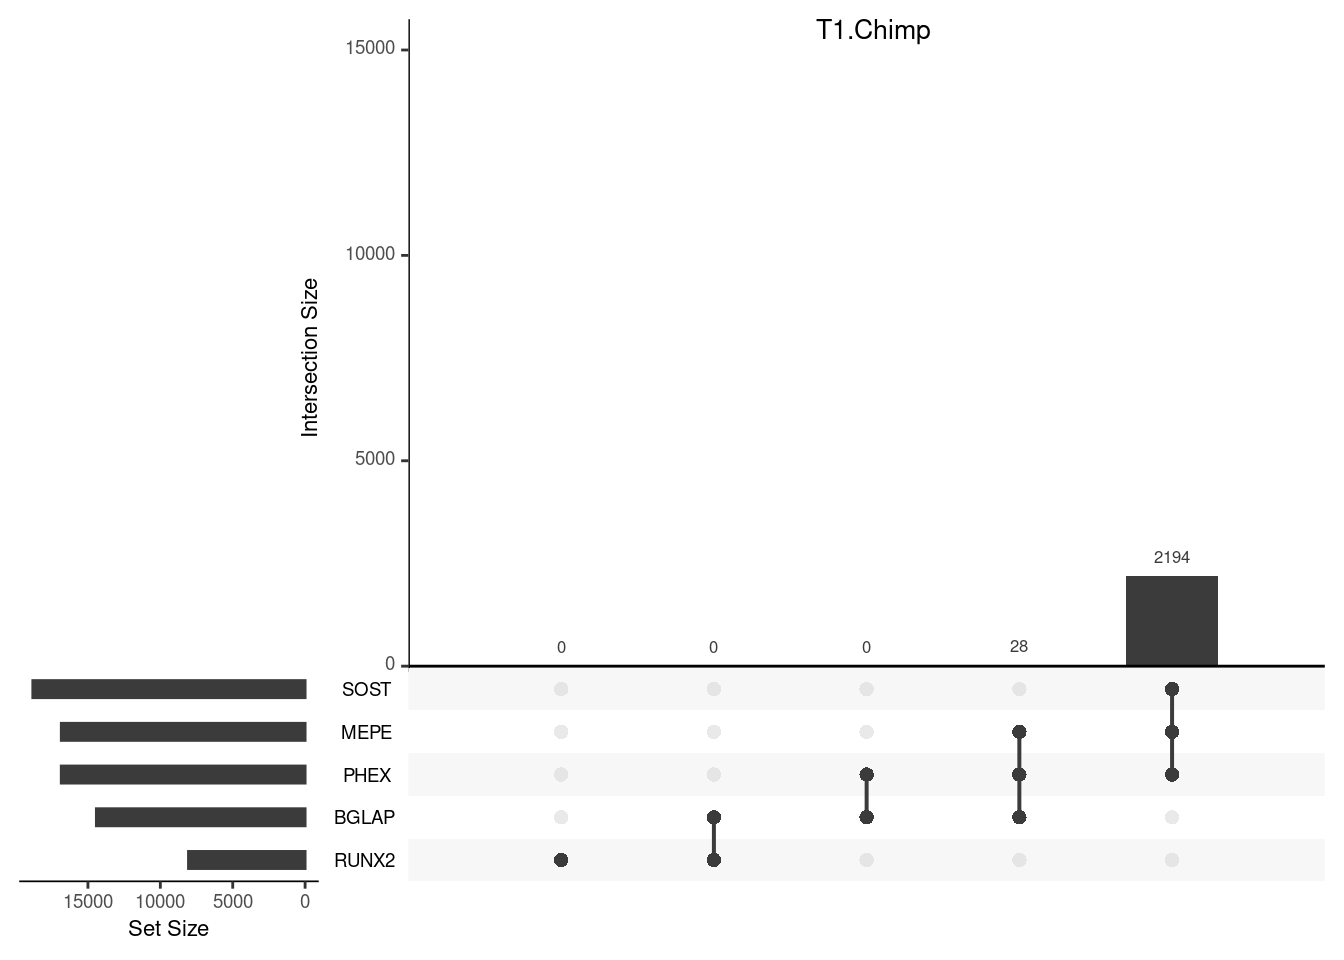 T1.Chimp
15000
10000
5000
0
Intersection Size
0 0 0 28 2194
SOST
MEPE
PHEX
BGLAP
RUNX2
15000 10000 5000 0
Set Size